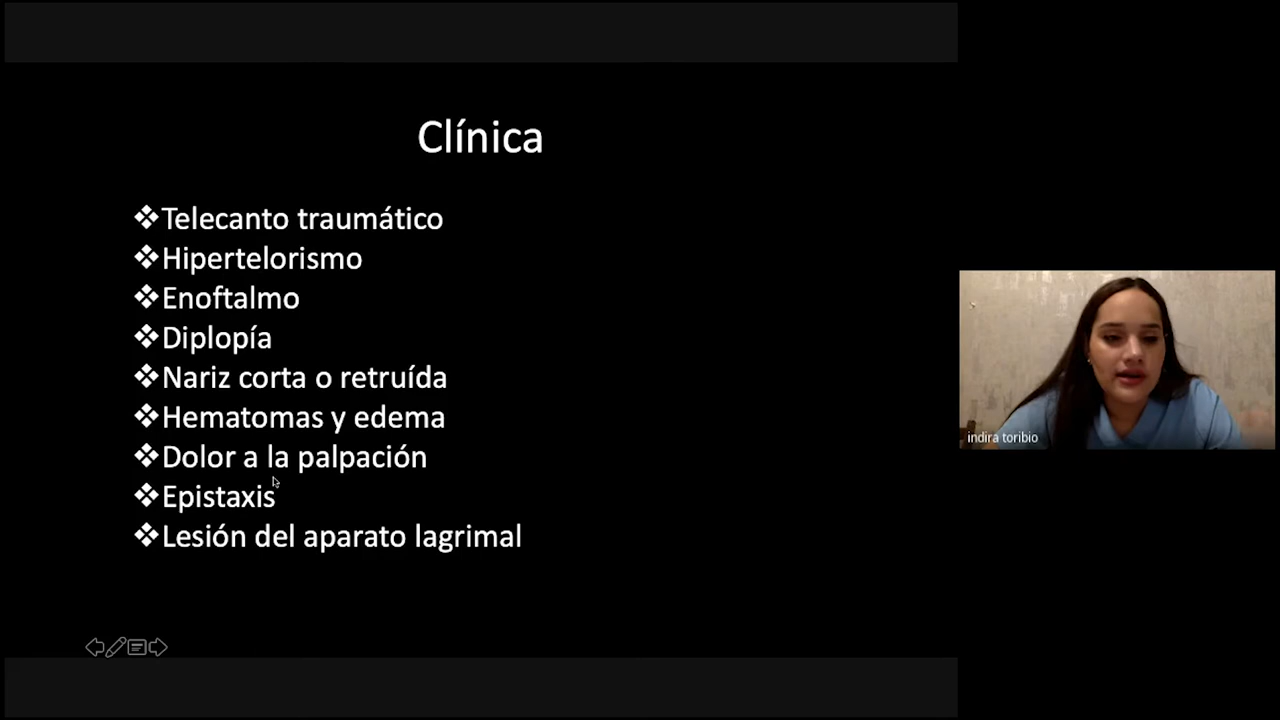 Clínica
❖Telecanto traumático
❖Hipertelorismo
❖Enoftalmo
❖Diplopía
❖Nariz corta o retruída
❖Hematomas y edema
❖Dolor a la palpación
❖Epistaxis
❖Lesión del aparato lagrimal
indira toribio